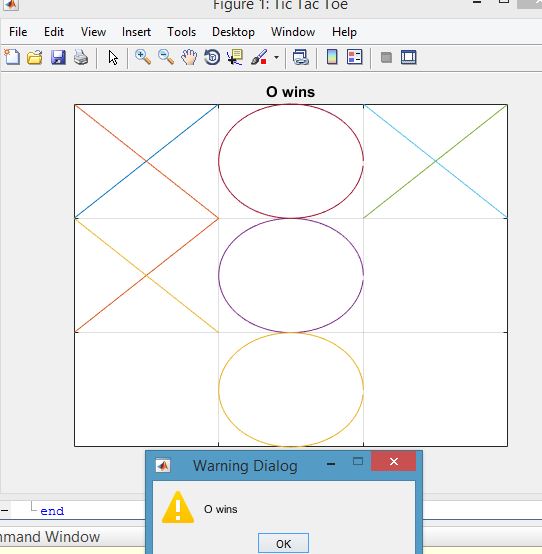 Figure 1: Tic Tac Toe
File Edit View Insert Tools Desktop Window Help
O wins
Warning Dialog
O wins
OK
end
mmand Window